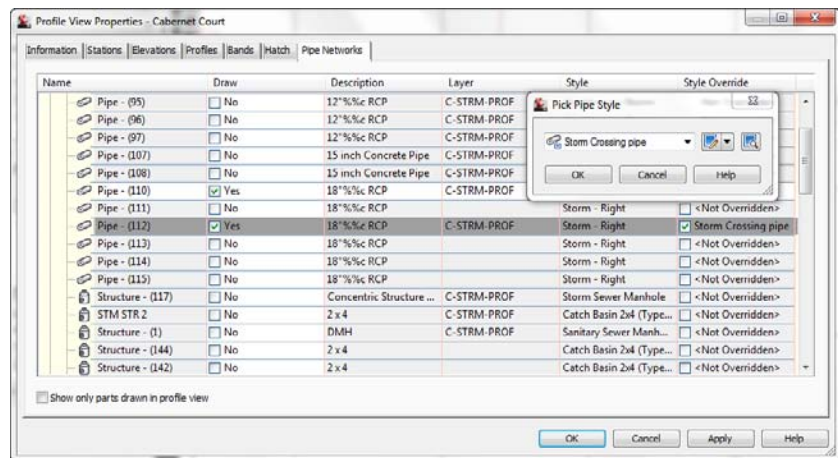 Profile View Properties - Cabernet Court
Information Stations Elevations Profiles Bands Hatch Pipe Networks
Name Draw Description Layer Style Style Override
Pipe - (95) No 12"%%c RCP C-STRM-PROF
Pipe - (96) No 12"%%c RCP C-STRM-PROF
Pipe - (97) No 12"%%c RCP C-STRM-PROF
Pipe - (107) No 15 inch Concrete Pipe C-STRM-PROF
Pipe - (108) No 15 inch Concrete Pipe C-STRM-PROF
Pipe - (110) Yes 18"%%c RCP C-STRM-PROF
Pick Pipe Style
Storm Crossing pipe
OK Cancel Help
Pipe - (111) No 18"%%c RCP Storm - Right <Not Overridden>
Pipe - (112) Yes 18"%%c RCP C-STRM-PROF Storm - Right Storm Crossing pipe
Pipe - (113) No 18"%%c RCP Storm - Right <Not Overridden>
Pipe - (114) No 18"%%c RCP Storm - Right <Not Overridden>
Pipe - (115) No 18"%%c RCP Storm - Right <Not Overridden>
Structure - (117) No Concentric Structure ... C-STRM-PROF Storm Sewer Manhole <Not Overridden>
STM STR 2 No 2 x 4 C-STRM-PROF Catch Basin 2x4 (Type... <Not Overridden>
Structure - (1) No DMH C-STRM-PROF Sanitary Sewer Manh... <Not Overridden>
Structure - (144) No 2 x 4 Catch Basin 2x4 (Type... <Not Overridden>
Structure - (142) No 2 x 4 Catch Basin 2x4 (Type... <Not Overridden>
Show only parts drawn in profile view
OK Cancel Apply Help